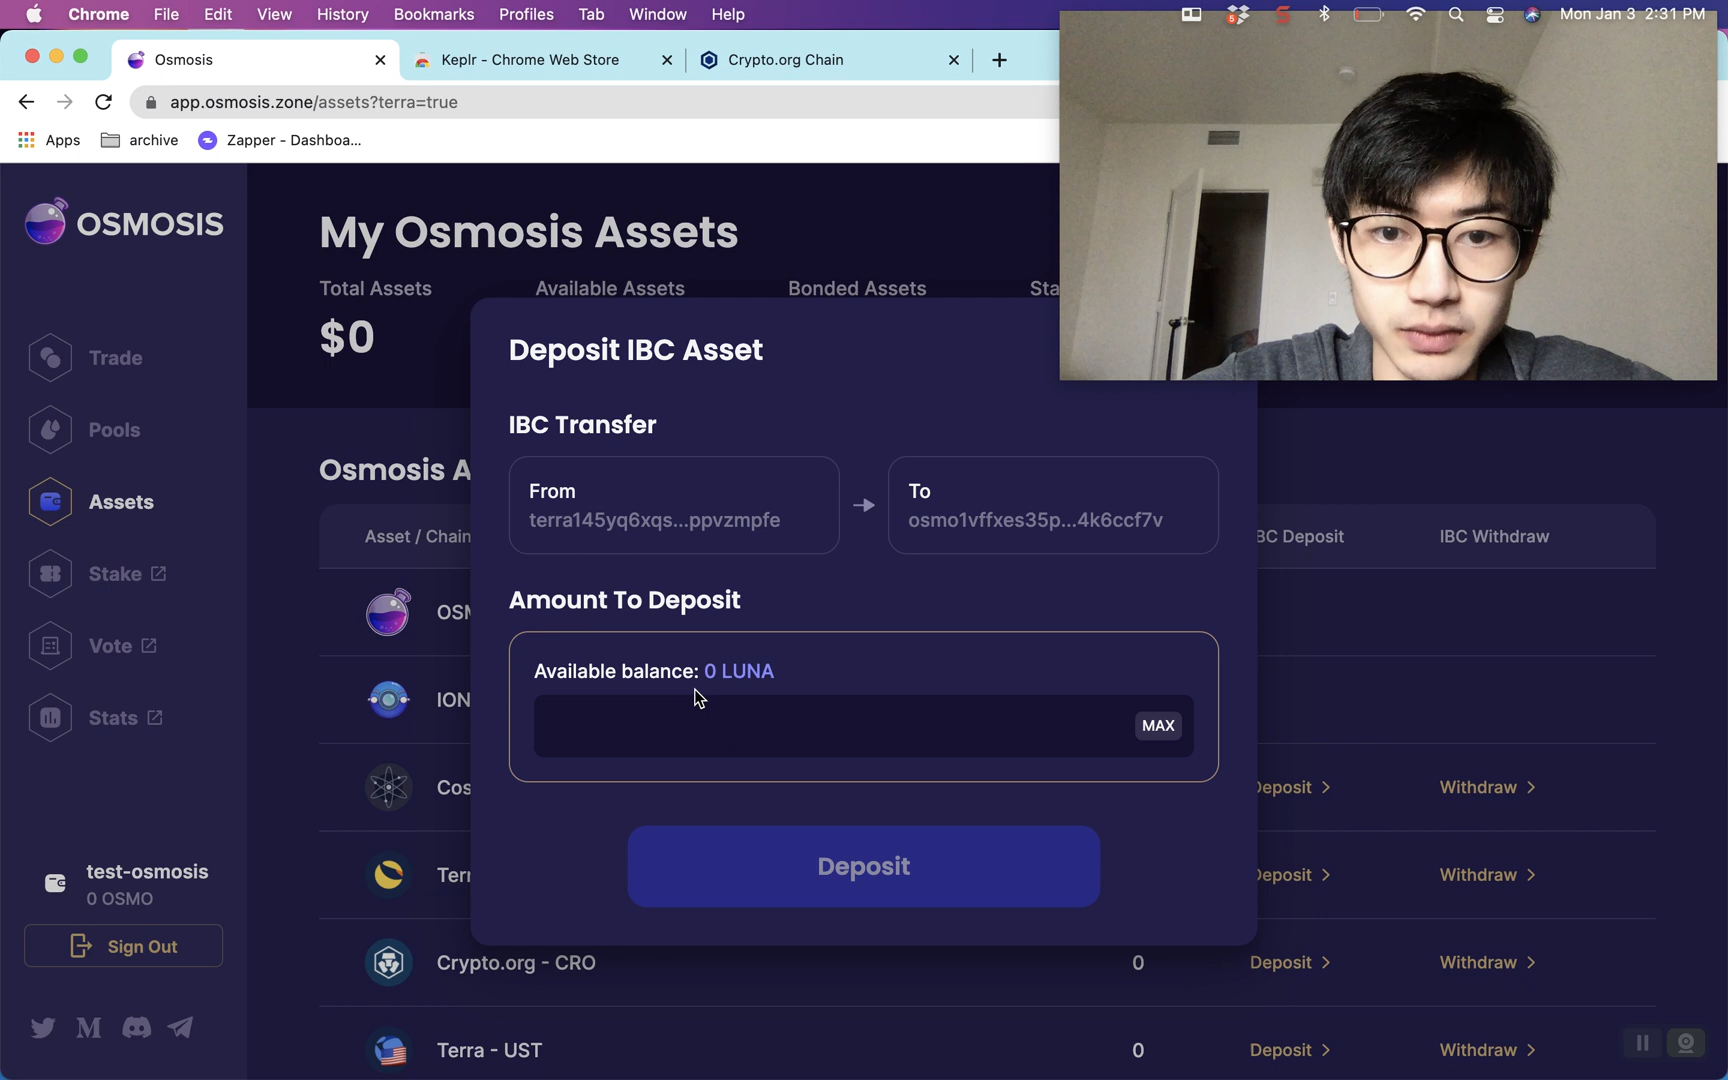 Chrome File Edit View History Bookmarks Profiles Tab Window Help
5 Mon Jan 3 2:31 PM
Osmosis
Keplr - Chrome Web Store
Crypto.org Chain
app.osmosis.zone/assets?terra=true
Apps archive Zapper - Dashboa...
OSMOSIS
Trade
Pools
Assets
Stake
Vote
Stats
test-osmosis
0 OSMO
Sign Out
My Osmosis Assets
Total Assets Available Assets Bonded Assets Sta
$0
Osmosis A
Asset / Chain BC Deposit IBC Withdraw
OSM
ION
Cos eposit > Withdraw >
Terr eposit > Withdraw >
Crypto.org - CRO 0 Deposit > Withdraw >
Terra - UST 0 Deposit > Withdraw >
Deposit IBC Asset
IBC Transfer
From
terra145yq6xqs...ppvzmpfe
To
osmo1vffxes35p...4k6ccf7v
Amount To Deposit
Available balance: 0 LUNA
MAX
Deposit